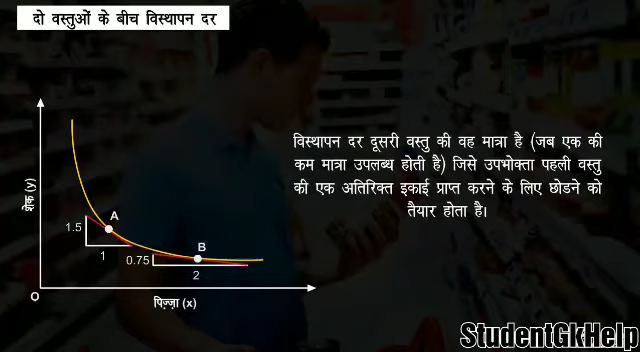 दो वस्तुओं के बीच विस्थापन दर
विस्थापन दर दूसरी वस्तु की वह मात्रा है (जब एक की
कम मात्रा उपलब्ध होती है) जिसे उपभोक्ता पहली वस्तु
की एक अतिरिक्त इकाई प्राप्त करने के लिए छोडने को
तैयार होता है।
शेक (y)
A
1.5
1
B
0.75
2
O
पिज़्ज़ा (x)
StudentGkHelp